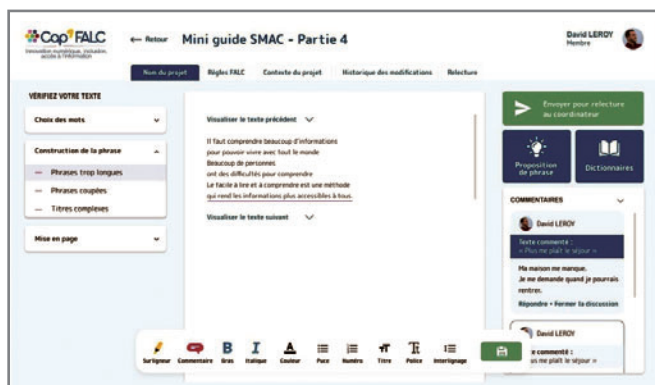 Cap'FALC
Innovation numérique, inclusion,
accès à l'information
← Retour
Mini guide SMAC - Partie 4
David LEROY
Membre
Nom du projet
Règles FALC
Contexte du projet
Historique des modifications
Relecture
VÉRIFIEZ VOTRE TEXTE
Choix des mots
Construction de la phrase
— Phrases trop longues
— Phrases coupées
— Titres complexes
Mise en page
Visualiser le texte précédent
Il faut comprendre beaucoup d'informations
pour pouvoir vivre avec tout le monde
Beaucoup de personnes
ont des difficultés pour comprendre
Le facile à lire et à comprendre est une méthode
qui rend les informations plus accessibles à tous.
Visualiser le texte suivant
Envoyer pour relecture
au coordinateur
Proposition
de phrase
Dictionnaires
COMMENTAIRES
David LEROY
Texte commenté :
« Plus me plaît le séjour »
Ma maison me manque.
Je me demande quand je pourrais
rentrer.
Répondre • Fermer la discussion
David LEROY
Texte commenté :
« Plus me plaît le séjour »
Surligneur
Commentaire
B
Gras
I
Italique
A
Couleur
Puce
Numéro
Titre
Police
Interlignage